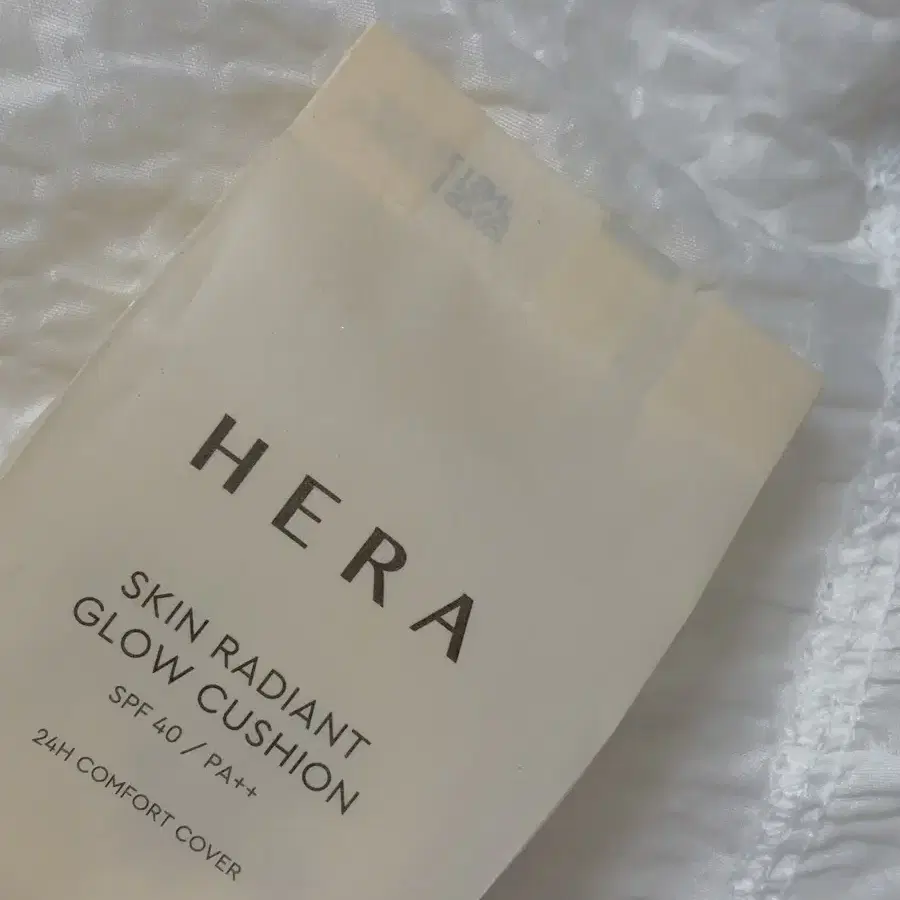 HERA
SKIN RADIANT
GLOW CUSHION
SPF 40 / PA++
24H COMFORT COVER